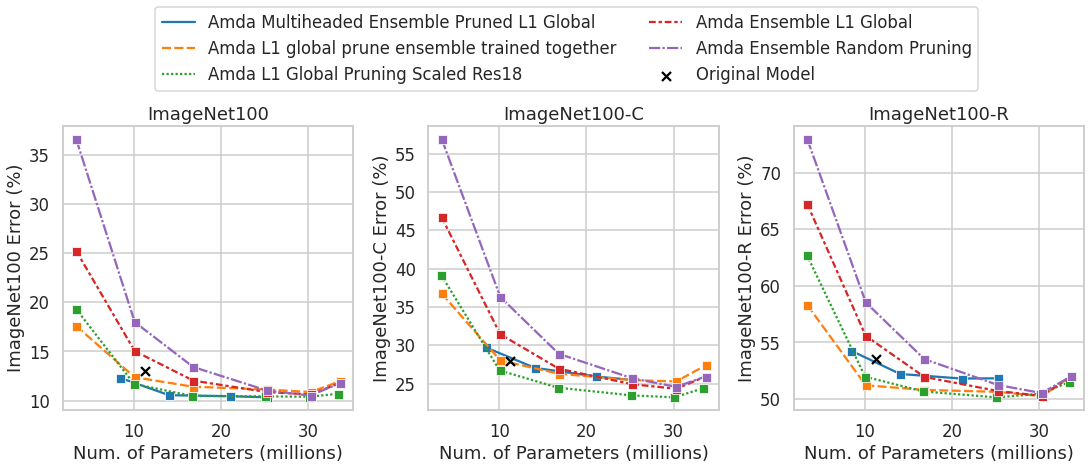 Amda Multiheaded Ensemble Pruned L1 Global
Amda L1 global prune ensemble trained together
Amda L1 Global Pruning Scaled Res18
Amda Ensemble L1 Global
Amda Ensemble Random Pruning
Original Model
ImageNet100
ImageNet100 Error (%)
35
30
25
20
15
10
10 20 30
Num. of Parameters (millions)
ImageNet100-C
ImageNet100-C Error (%)
55
50
45
40
35
30
25
10 20 30
Num. of Parameters (millions)
ImageNet100-R
ImageNet100-R Error (%)
70
65
60
55
50
10 20 30
Num. of Parameters (millions)